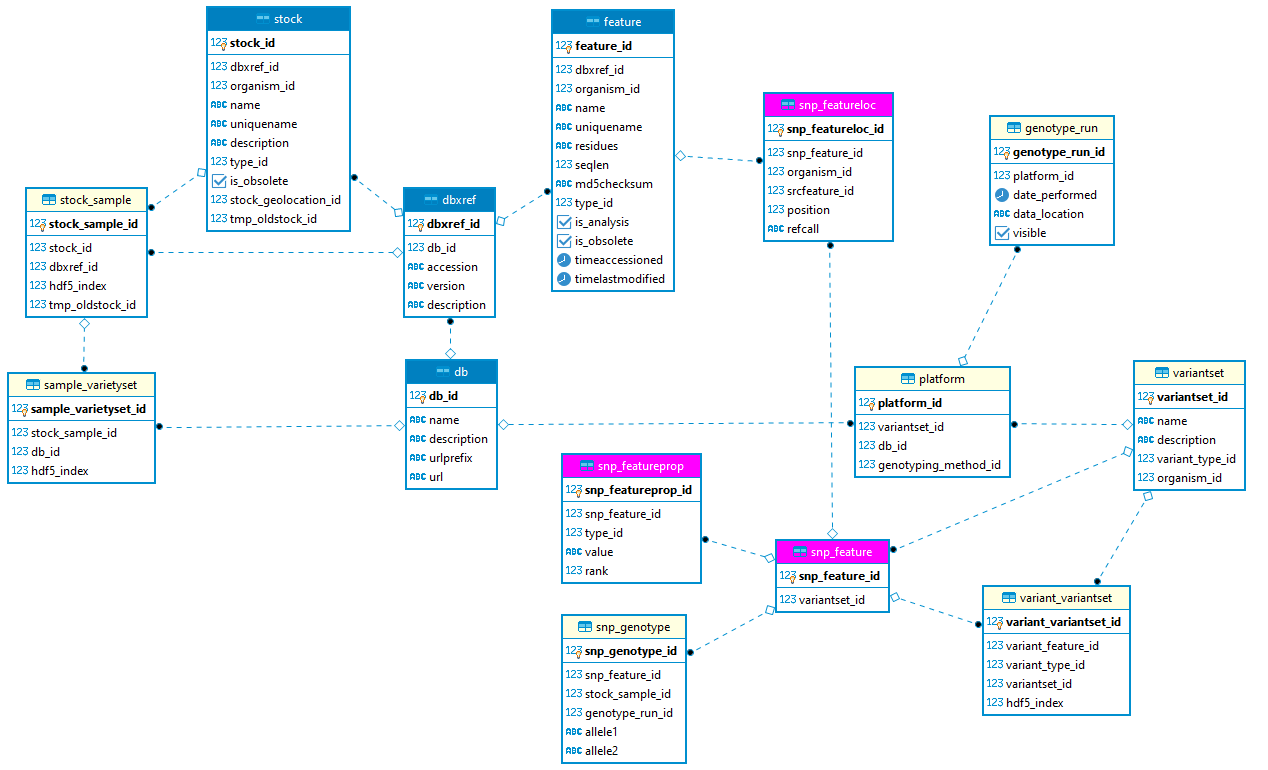 stock
123 stock_id
123 dbxref_id
123 organism_id
ABC name
ABC uniquename
ABC description
123 type_id
is_obsolete
123 stock_geolocation_id
123 tmp_oldstock_id
feature
123 feature_id
123 dbxref_id
123 organism_id
ABC name
ABC uniquename
ABC residues
123 seqlen
ABC md5checksum
123 type_id
is_analysis
is_obsolete
timeaccessioned
timelastmodified
snp_featureloc
123 snp_featureloc_id
123 snp_feature_id
123 organism_id
123 srcfeature_id
123 position
ABC refcall
genotype_run
123 genotype_run_id
123 platform_id
date_performed
ABC data_location
visible
stock_sample
123 stock_sample_id
123 stock_id
123 dbxref_id
123 hdf5_index
123 tmp_oldstock_id
dbxref
123 dbxref_id
123 db_id
ABC accession
ABC version
ABC description
sample_varietyset
123 sample_varietyset_id
123 stock_sample_id
123 db_id
123 hdf5_index
db
123 db_id
ABC name
ABC description
ABC urlprefix
ABC url
platform
123 platform_id
123 variantset_id
123 db_id
123 genotyping_method_id
variantset
123 variantset_id
ABC name
ABC description
123 variant_type_id
123 organism_id
snp_featureprop
123 snp_featureprop_id
123 snp_feature_id
123 type_id
ABC value
123 rank
snp_feature
123 snp_feature_id
123 variantset_id
variant_variantset
123 variant_variantset_id
123 variant_feature_id
123 variant_type_id
123 variantset_id
123 hdf5_index
snp_genotype
123 snp_genotype_id
123 snp_feature_id
123 stock_sample_id
123 genotype_run_id
ABC allele1
ABC allele2